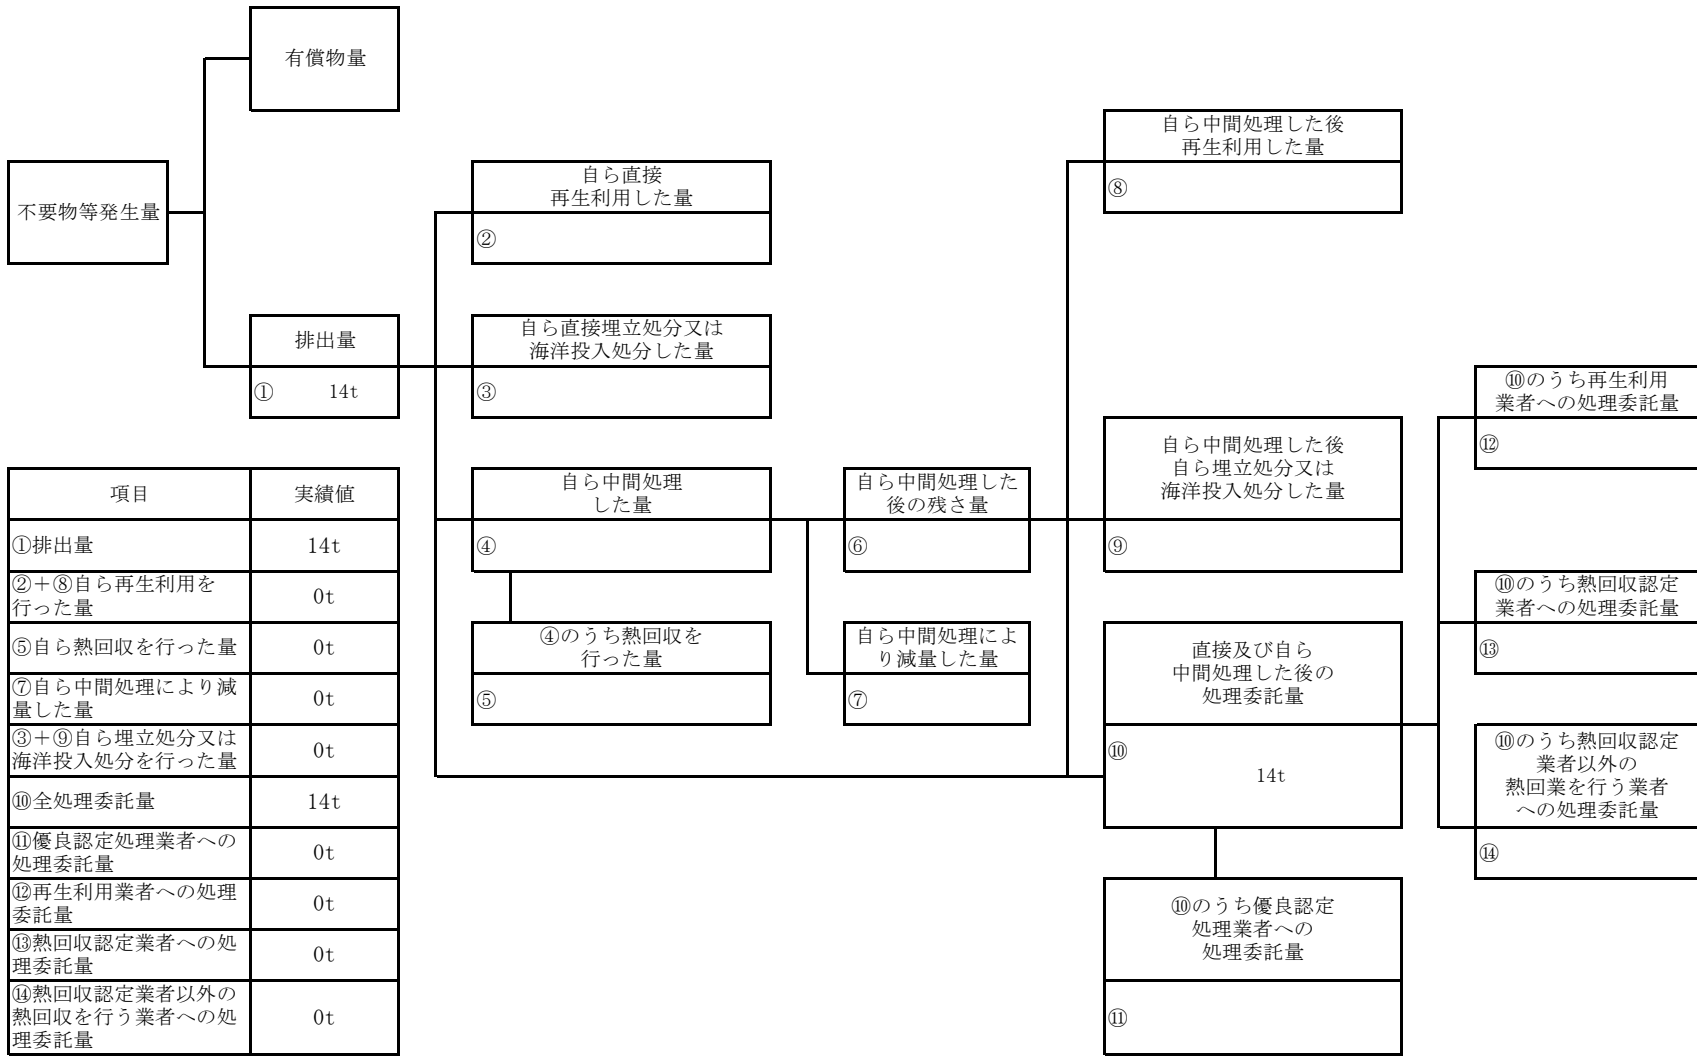 有償物量
不要物等発生量
排出量
① 14t
自ら直接
再生利用した量
②
自ら直接埋立処分又は
海洋投入処分した量
③
自ら中間処理
した量
④
④のうち熱回収を
行った量
⑤
自ら中間処理した
後の残さ量
⑥
自ら中間処理によ
り減量した量
⑦
自ら中間処理した後
再生利用した量
⑧
自ら中間処理した後
自ら埋立処分又は
海洋投入処分した量
⑨
直接及び自ら
中間処理した後の
処理委託量
⑩
14t
⑩のうち優良認定
処理業者への
処理委託量
⑪
⑩のうち再生利用
業者への処理委託量
⑫
⑩のうち熱回収認定
業者への処理委託量
⑬
⑩のうち熱回収認定
業者以外の
熱回業を行う業者
への処理委託量
⑭
項目 実績値
①排出量 14t
②＋⑧自ら再生利用を
行った量 0t
⑤自ら熱回収を行った量 0t
⑦自ら中間処理により減
量した量 0t
③＋⑨自ら埋立処分又は
海洋投入処分を行った量 0t
⑩全処理委託量 14t
⑪優良認定処理業者への
処理委託量 0t
⑫再生利用業者への処理
委託量 0t
⑬熱回収認定業者への処
理委託量 0t
⑭熱回収認定業者以外の
熱回収を行う業者への処 0t
理委託量